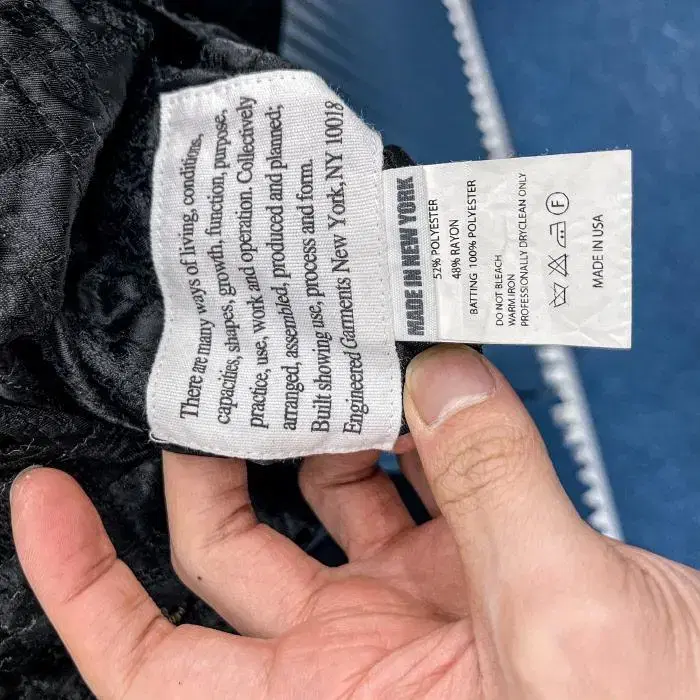 There are many ways of living, conditions,
capacities, shapes, growth, function, purpose,
practice, use, work and operation. Collectively
arranged, assembled, produced and planned;
Built showing use, process and form.
Engineered Garments New York, NY 10018
MADE IN NEW YORK
52% POLYESTER
48% RAYON
BATTING 100% POLYESTER
DO NOT BLEACH
WARM IRON
PROFESSIONALLY DRYCLEAN ONLY
F
MADE IN USA